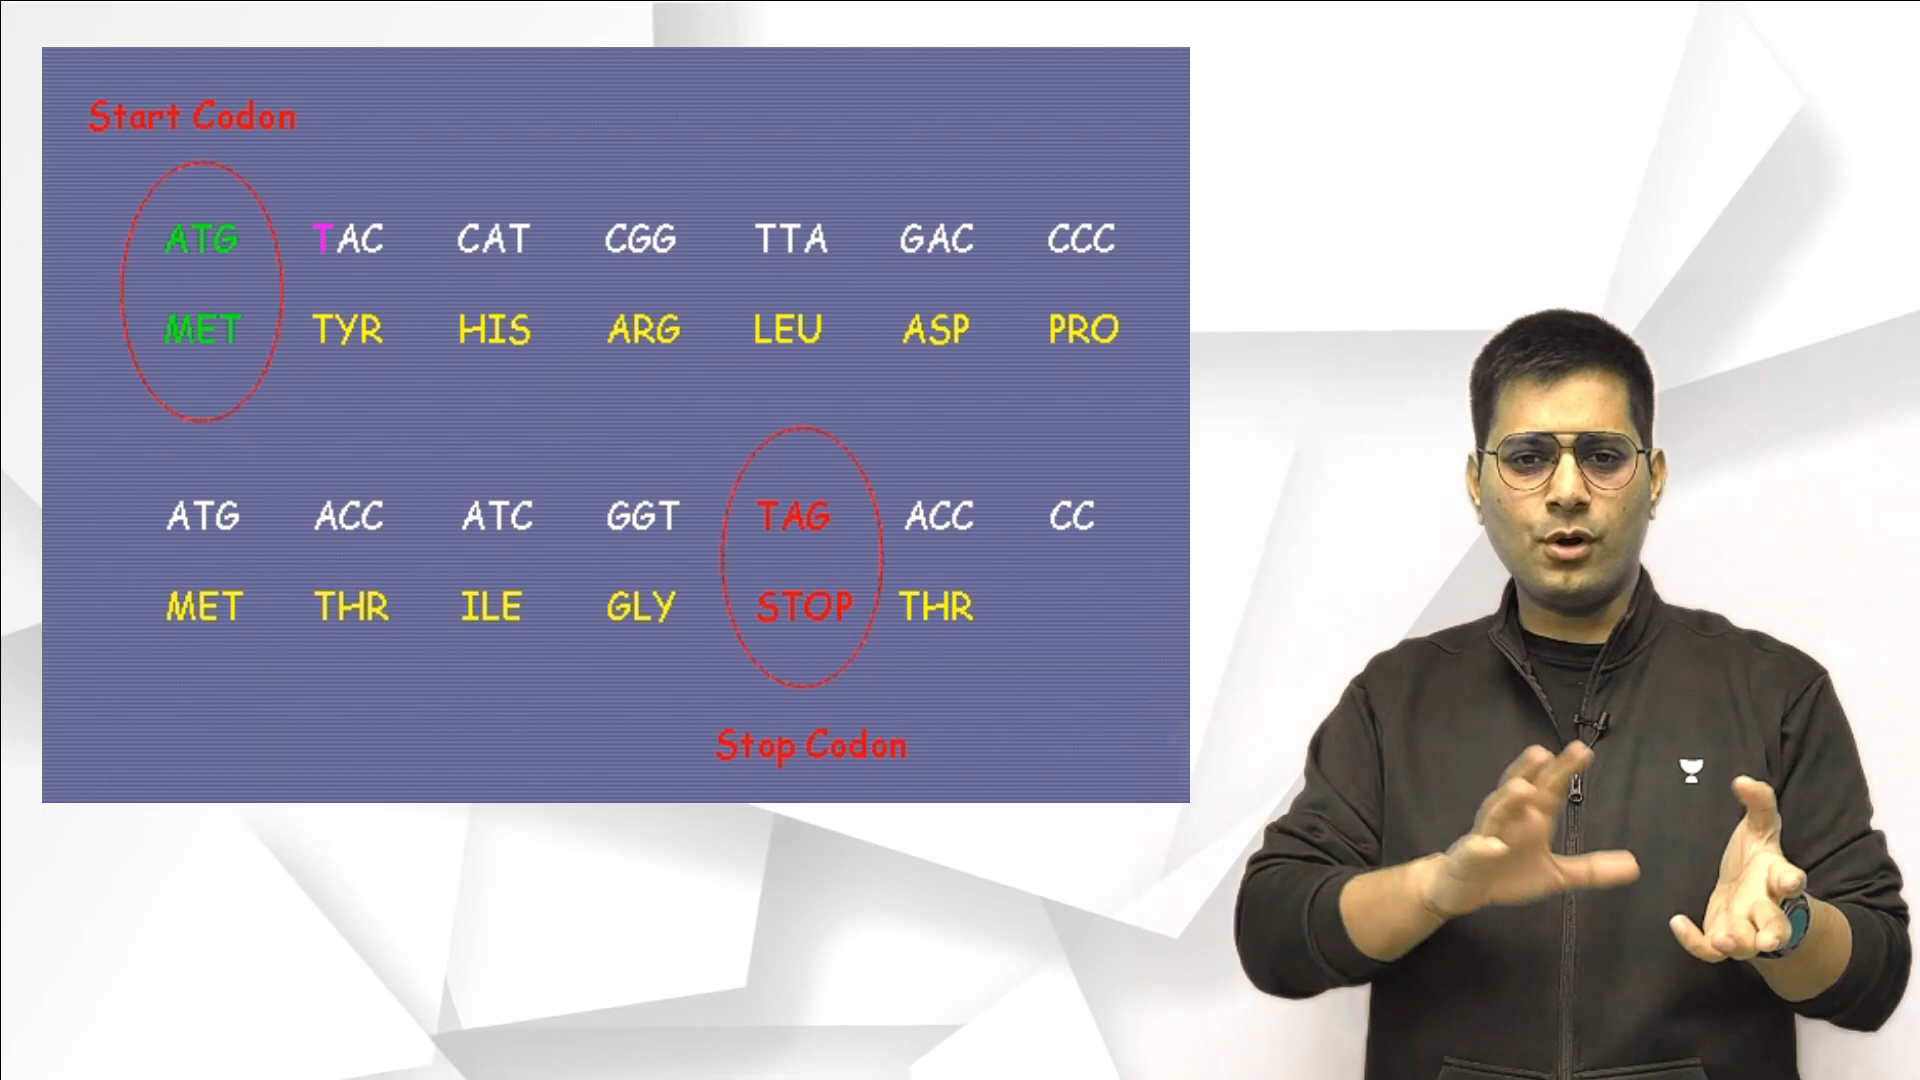 Start Codon
ATG TAC CAT CGG TTA GAC CCC
MET TYR HIS ARG LEU ASP PRO
ATG ACC ATC GGT TAG ACC CC
MET THR ILE GLY STOP THR
Stop Codon